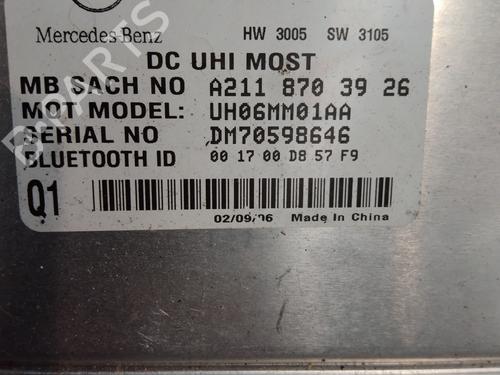 Mercedes-Benz HW 3005 SW 3105
DC UHI MOST
MB SACH NO A211 870 39 26
MOT MODEL: UH06MM01AA
SERIAL NO DM70598646
BLUETOOTH ID 00 17 00 D8 57 F9
Q1
02/09/06 Made In China